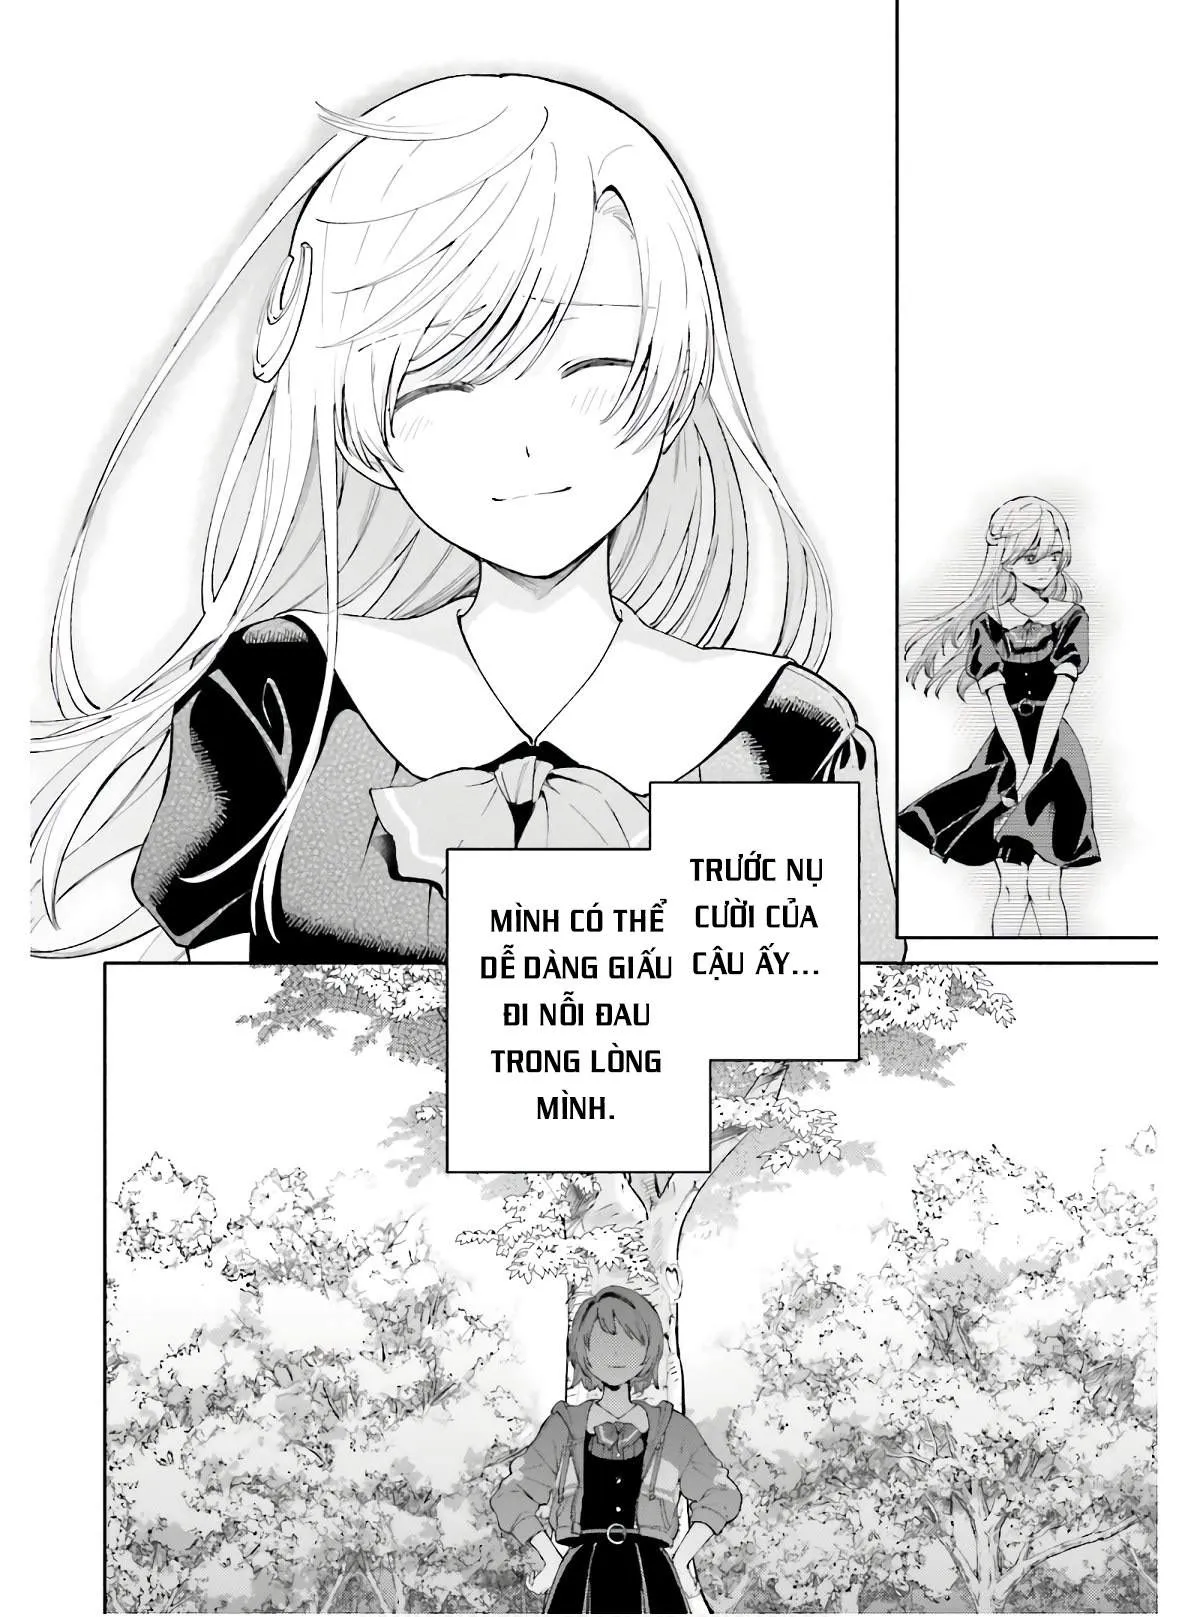 TRƯỚC NỤ
CƯỜI CỦA
CẬU ẤY...
MÌNH CÓ THỂ
DỄ DÀNG GIẤU
ĐI NỖI ĐAU
TRONG LÒNG
MÌNH.